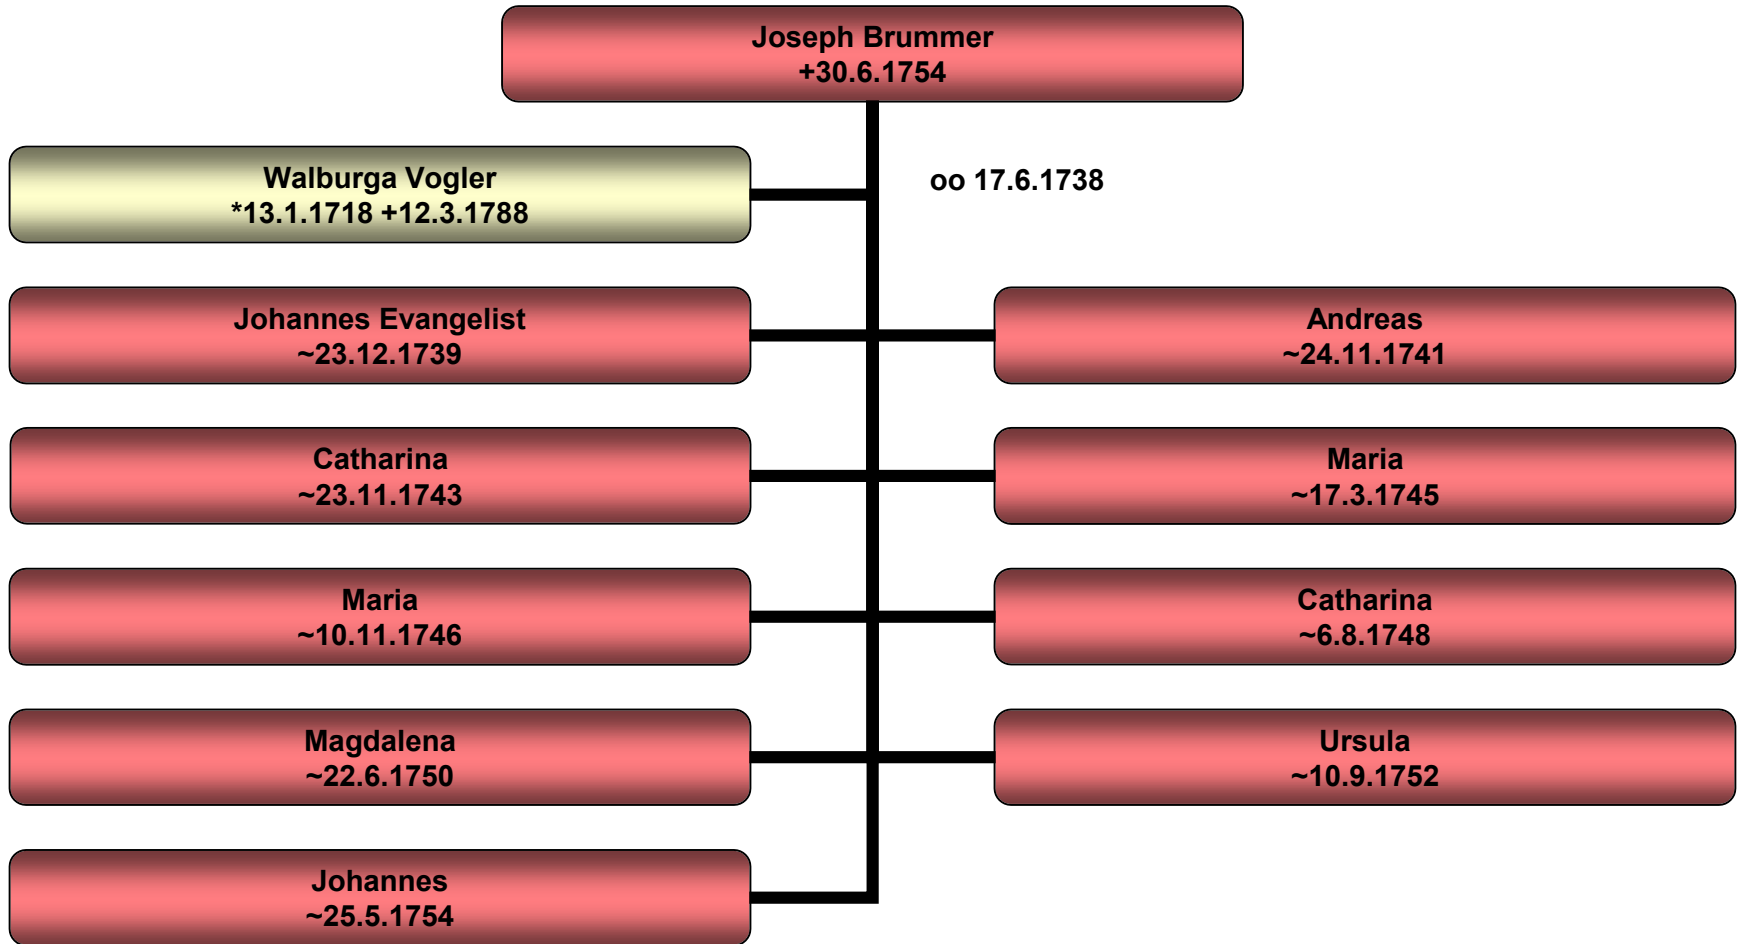 Joseph Brummer
+30.6.1754
Walburga Vogler
*13.1.1718 +12.3.1788
oo 17.6.1738
Johannes Evangelist
~23.12.1739
Andreas
~24.11.1741
Catharina
~23.11.1743
Maria
~17.3.1745
Maria
~10.11.1746
Catharina
~6.8.1748
Magdalena
~22.6.1750
Ursula
~10.9.1752
Johannes
~25.5.1754